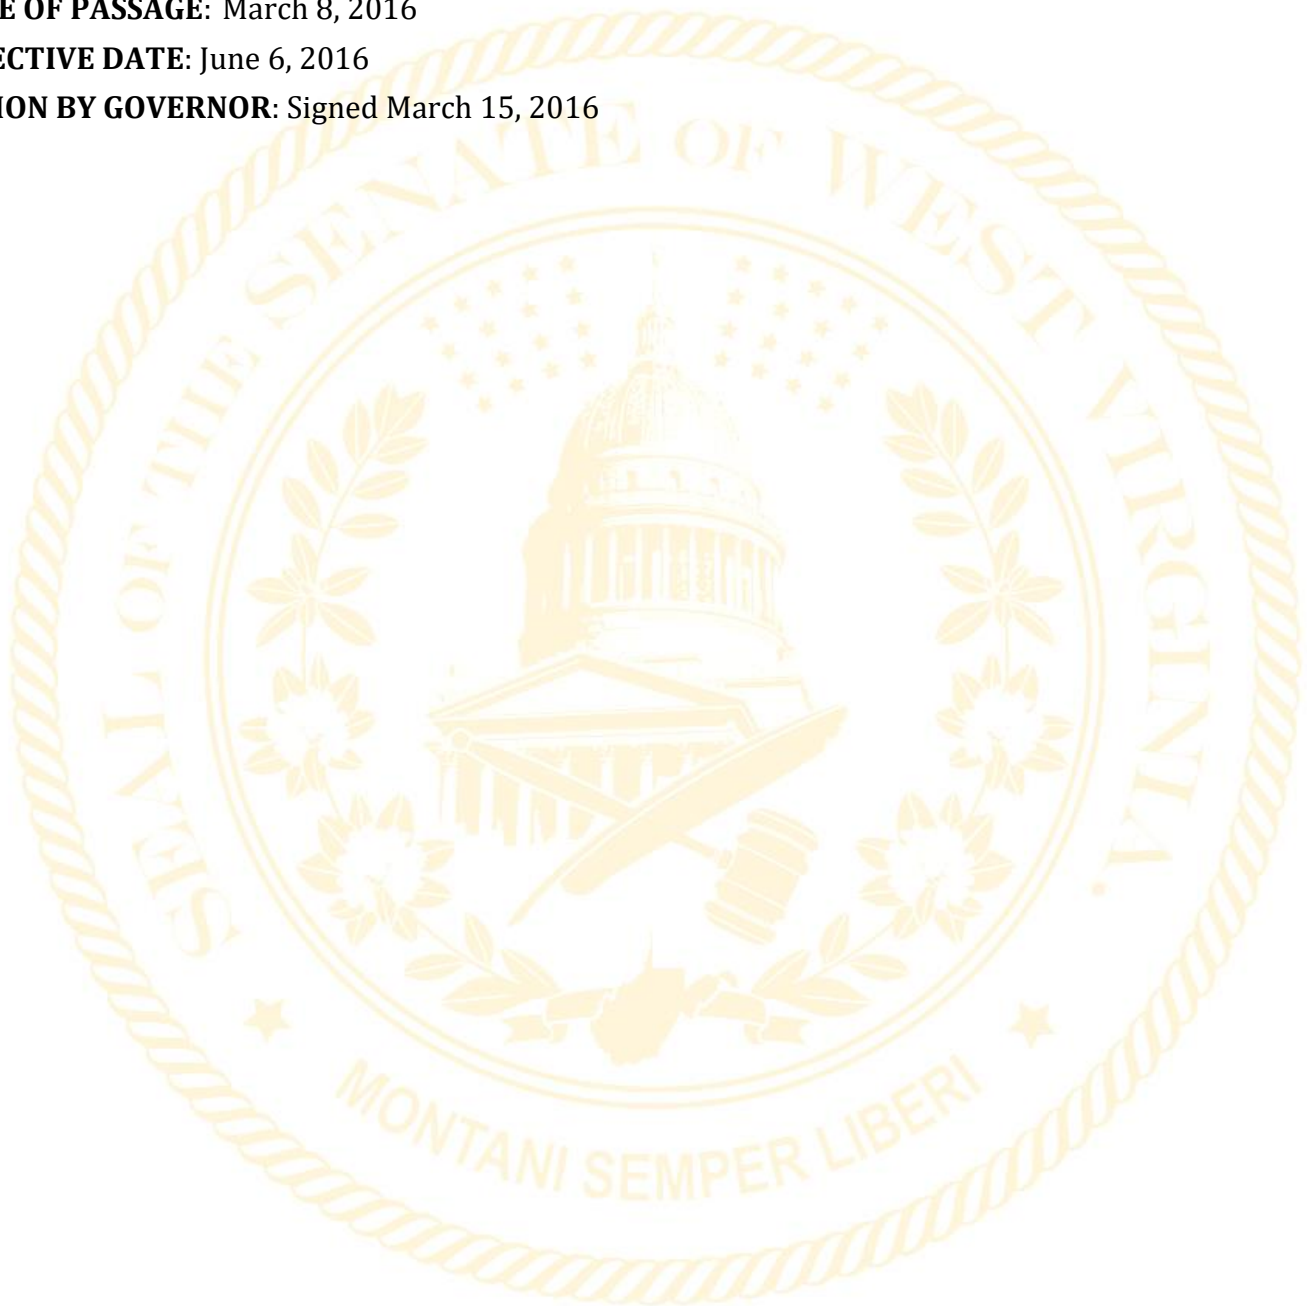 E OF PASSAGE: March 8, 2016
ECTIVE DATE: June 6, 2016
ION BY GOVERNOR: Signed March 15, 2016
SEAL OF THE SENATE OF WEST VIRGINIA
MONTANI SEMPER LIBERI